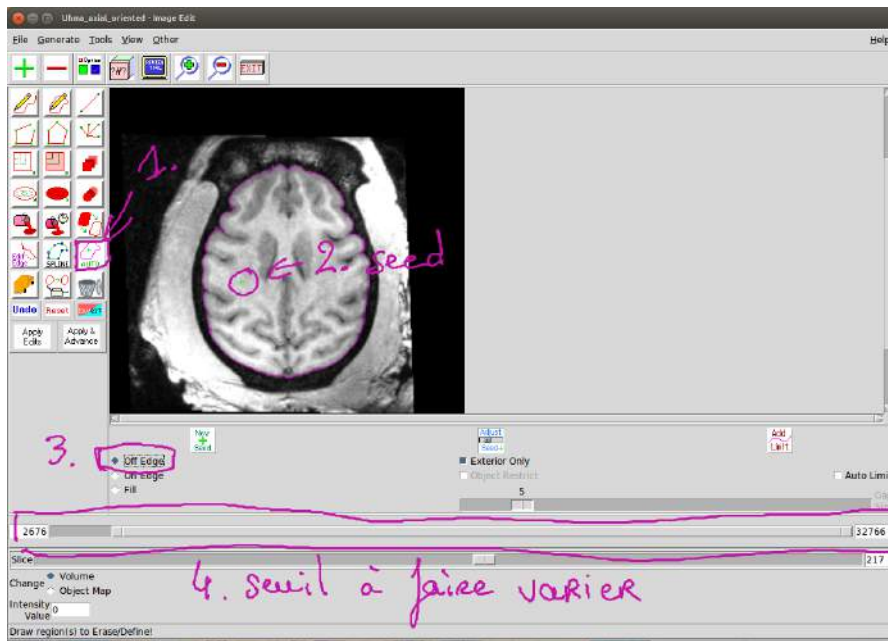 Uhma_axial_oriented - Image Edit
File Generate Tools View Other Help
EXIT
1.
2. seed
SPLINE
AUTO
Undo Reset
Apply Edits
Apply & Advance
3.
New
Seed
Adjust
Seed
Add
Limit
Off Edge
On Edge
Fill
Exterior Only
Object Restrict
5
Auto Limi
2676 32766
Slice 217
Change Volume
Object Map
4. seuil à faire varier
Intensity
Value 0
Draw region(s) to Erase/Define!